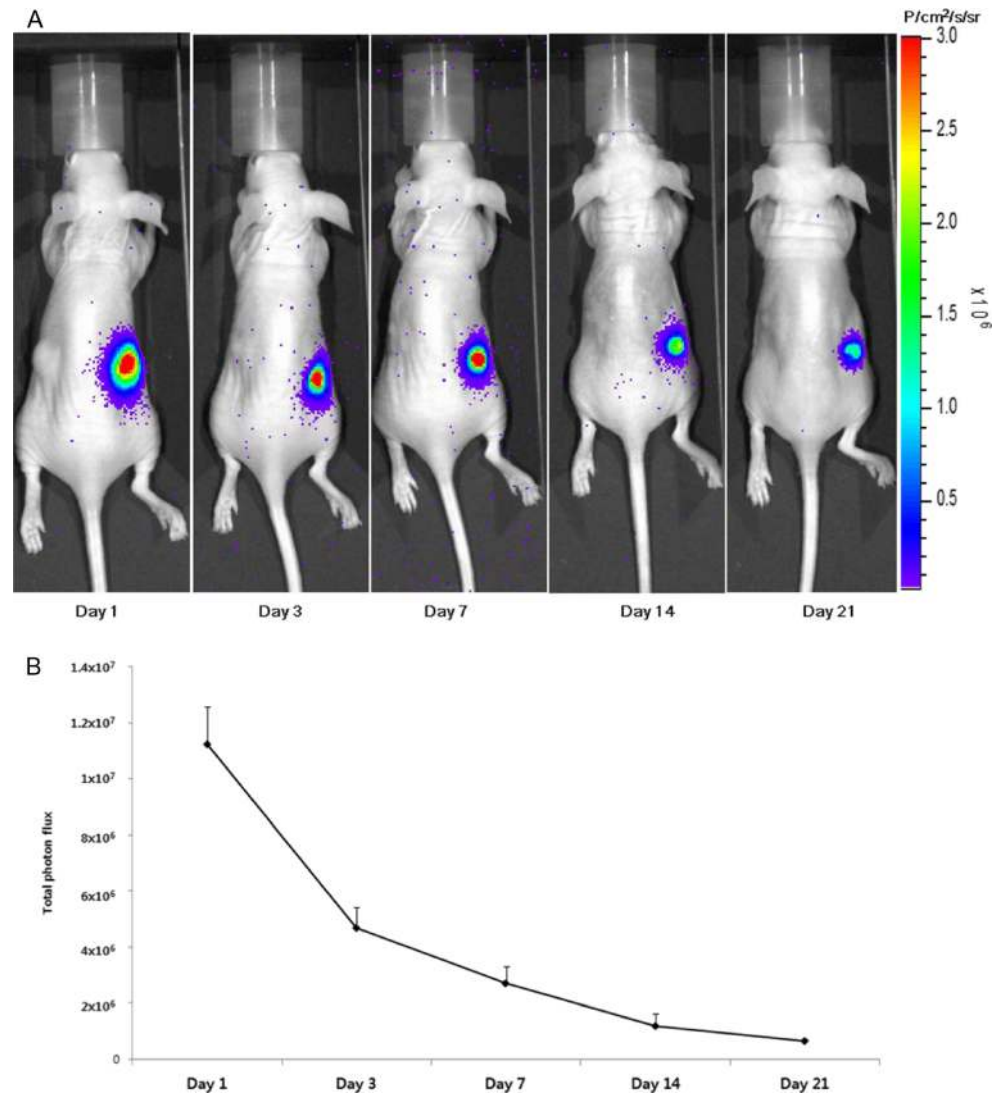 A
P/cm²/s/sr
3.0
2.5
2.0
1.5
1.0
0.5
x 10 6
Day 1 Day 3 Day 7 Day 14 Day 21
B
1.4x10⁷
1.2x10⁷
1x10⁷
8x10⁶
6x10⁶
4x10⁶
2x10⁶
0
Total photon flux
Day 1 Day 3 Day 7 Day 14 Day 21